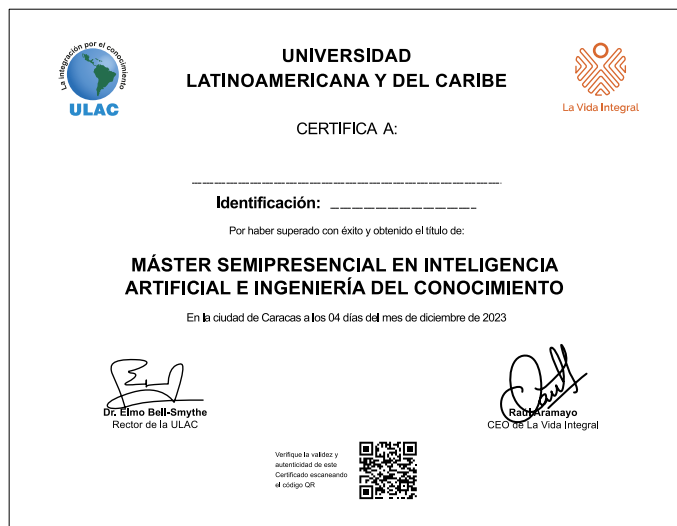 La integración por el conocimiento
ULAC
UNIVERSIDAD
LATINOAMERICANA Y DEL CARIBE
La Vida Integral
CERTIFICA A:
Identificación:
Por haber superado con éxito y obtenido el título de:
MÁSTER SEMIPRESENCIAL EN INTELIGENCIA
ARTIFICIAL E INGENIERÍA DEL CONOCIMIENTO
En la ciudad de Caracas a los 04 días del mes de diciembre de 2023
Dr. Elmo Bell-Smythe
Rector de la ULAC
Raúl Aramayo
CEO de La Vida Integral
Verifique la validez y
autenticidad de este
Certificado escaneando
el código QR